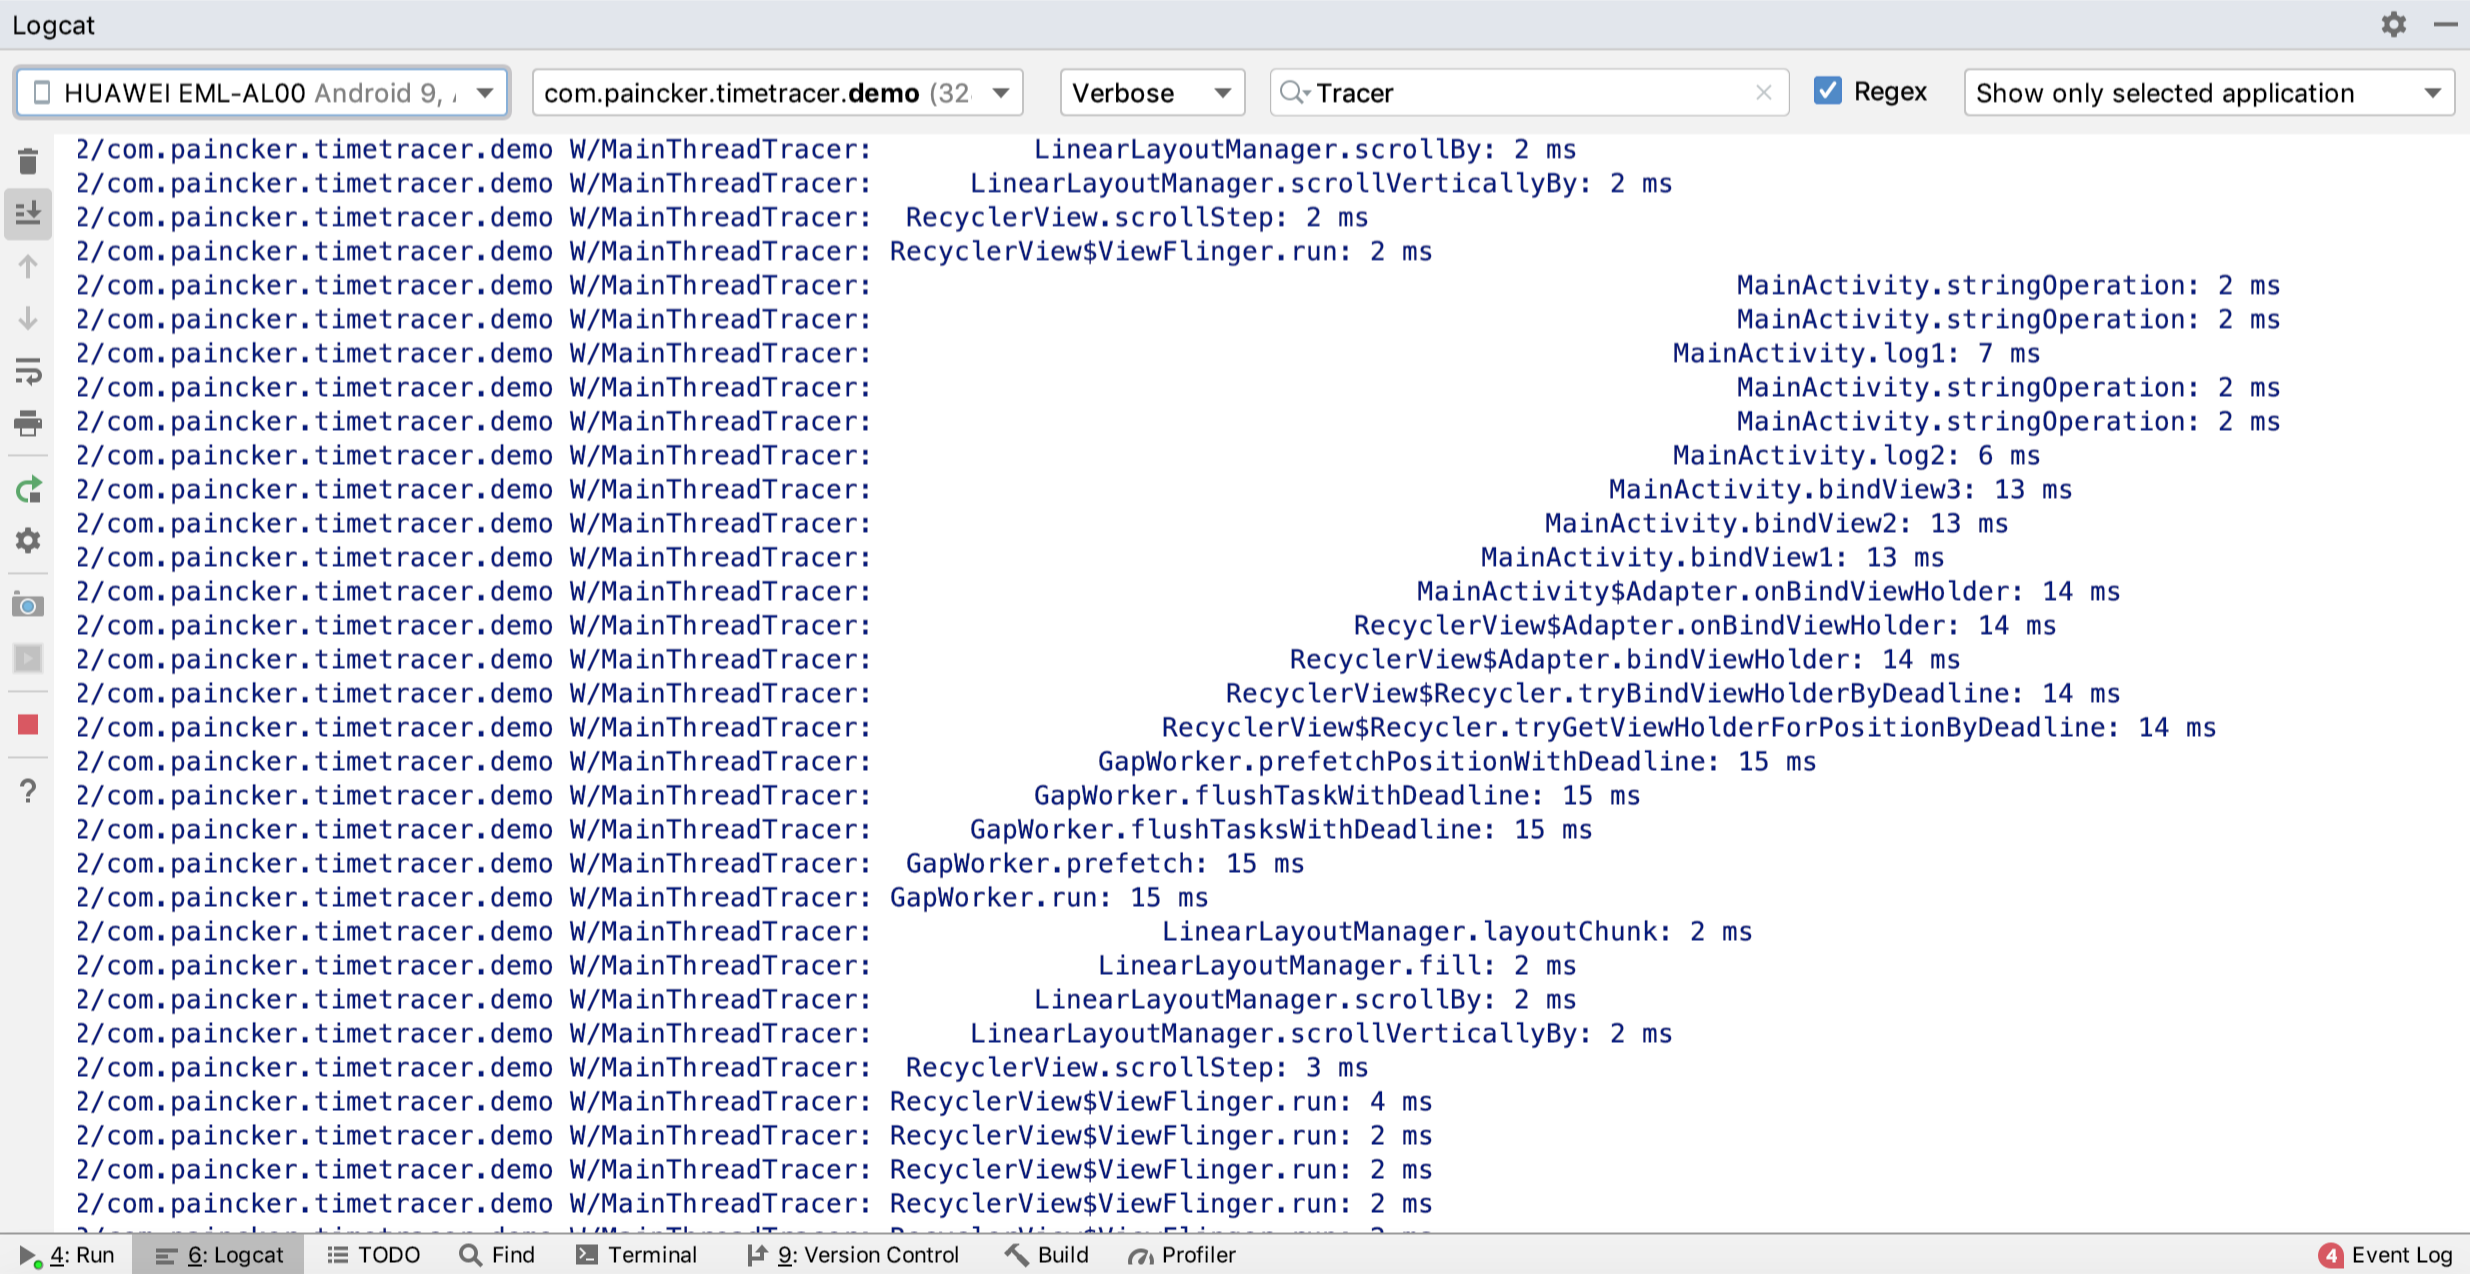 Logcat
HUAWEI EML-AL00 Android 9, com.paincker.timetracer.demo (32 Verbose Tracer Regex Show only selected application
2/com.paincker.timetracer.demo W/MainThreadTracer: LinearLayoutManager.scrollBy: 2 ms
2/com.paincker.timetracer.demo W/MainThreadTracer: LinearLayoutManager.scrollVerticallyBy: 2 ms
2/com.paincker.timetracer.demo W/MainThreadTracer: RecyclerView.scrollStep: 2 ms
2/com.paincker.timetracer.demo W/MainThreadTracer: RecyclerView$ViewFlinger.run: 2 ms
2/com.paincker.timetracer.demo W/MainThreadTracer: MainActivity.stringOperation: 2 ms
2/com.paincker.timetracer.demo W/MainThreadTracer: MainActivity.stringOperation: 2 ms
2/com.paincker.timetracer.demo W/MainThreadTracer: MainActivity.log1: 7 ms
2/com.paincker.timetracer.demo W/MainThreadTracer: MainActivity.stringOperation: 2 ms
2/com.paincker.timetracer.demo W/MainThreadTracer: MainActivity.stringOperation: 2 ms
2/com.paincker.timetracer.demo W/MainThreadTracer: MainActivity.log2: 6 ms
2/com.paincker.timetracer.demo W/MainThreadTracer: MainActivity.bindView3: 13 ms
2/com.paincker.timetracer.demo W/MainThreadTracer: MainActivity.bindView2: 13 ms
2/com.paincker.timetracer.demo W/MainThreadTracer: MainActivity.bindView1: 13 ms
2/com.paincker.timetracer.demo W/MainThreadTracer: MainActivity$Adapter.onBindViewHolder: 14 ms
2/com.paincker.timetracer.demo W/MainThreadTracer: RecyclerView$Adapter.onBindViewHolder: 14 ms
2/com.paincker.timetracer.demo W/MainThreadTracer: RecyclerView$Adapter.bindViewHolder: 14 ms
2/com.paincker.timetracer.demo W/MainThreadTracer: RecyclerView$Recycler.tryBindViewHolderByDeadline: 14 ms
2/com.paincker.timetracer.demo W/MainThreadTracer: RecyclerView$Recycler.tryGetViewHolderForPositionByDeadline: 14 ms
2/com.paincker.timetracer.demo W/MainThreadTracer: GapWorker.prefetchPositionWithDeadline: 15 ms
2/com.paincker.timetracer.demo W/MainThreadTracer: GapWorker.flushTaskWithDeadline: 15 ms
2/com.paincker.timetracer.demo W/MainThreadTracer: GapWorker.flushTasksWithDeadline: 15 ms
2/com.paincker.timetracer.demo W/MainThreadTracer: GapWorker.prefetch: 15 ms
2/com.paincker.timetracer.demo W/MainThreadTracer: GapWorker.run: 15 ms
2/com.paincker.timetracer.demo W/MainThreadTracer: LinearLayoutManager.layoutChunk: 2 ms
2/com.paincker.timetracer.demo W/MainThreadTracer: LinearLayoutManager.fill: 2 ms
2/com.paincker.timetracer.demo W/MainThreadTracer: LinearLayoutManager.scrollBy: 2 ms
2/com.paincker.timetracer.demo W/MainThreadTracer: LinearLayoutManager.scrollVerticallyBy: 2 ms
2/com.paincker.timetracer.demo W/MainThreadTracer: RecyclerView.scrollStep: 3 ms
2/com.paincker.timetracer.demo W/MainThreadTracer: RecyclerView$ViewFlinger.run: 4 ms
2/com.paincker.timetracer.demo W/MainThreadTracer: RecyclerView$ViewFlinger.run: 2 ms
2/com.paincker.timetracer.demo W/MainThreadTracer: RecyclerView$ViewFlinger.run: 2 ms
2/com.paincker.timetracer.demo W/MainThreadTracer: RecyclerView$ViewFlinger.run: 2 ms
4: Run 6: Logcat TODO Find Terminal 9: Version Control Build Profiler 4 Event Log